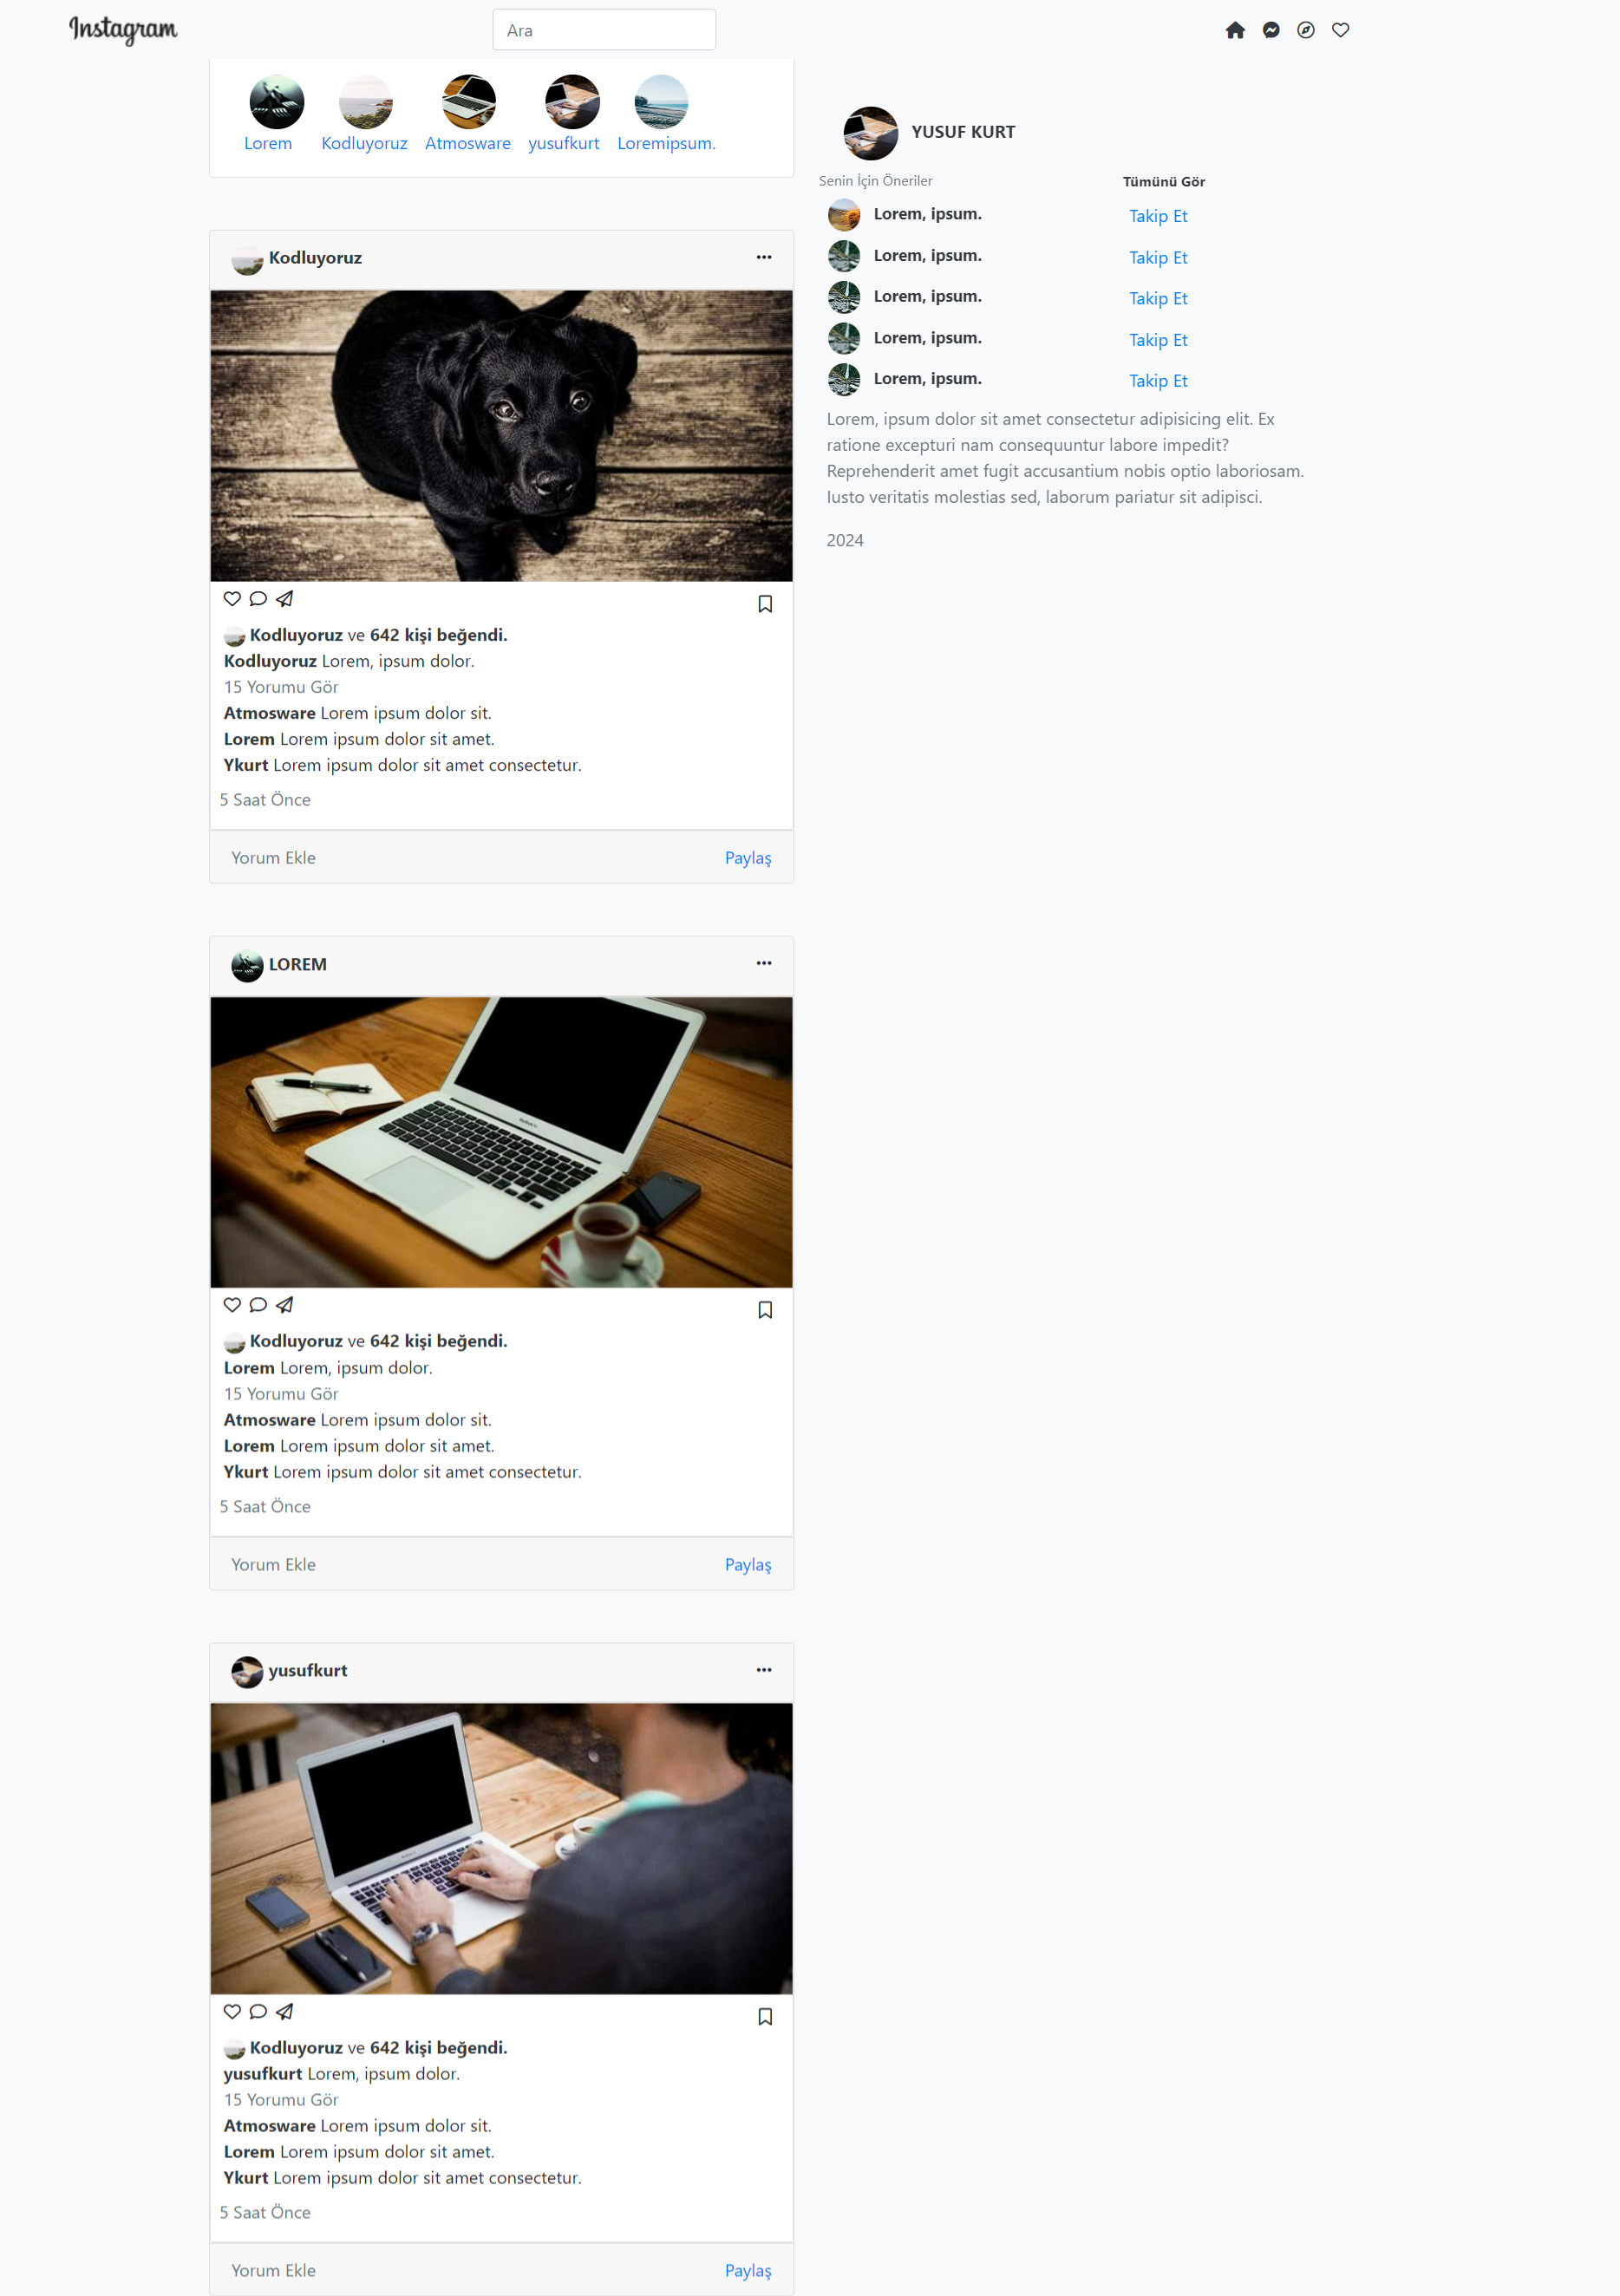 Instagram
Ara
Lorem
Kodluyoruz
Atmosware
yusufkurt
Loremipsum.
YUSUF KURT
Senin İçin Öneriler
Tümünü Gör
Lorem, ipsum.
Takip Et
Lorem, ipsum.
Takip Et
Lorem, ipsum.
Takip Et
Lorem, ipsum.
Takip Et
Lorem, ipsum.
Takip Et
Lorem, ipsum dolor sit amet consectetur adipisicing elit. Ex
ratione excepturi nam consequuntur labore impedit?
Reprehenderit amet fugit accusantium nobis optio laboriosam.
Iusto veritatis molestias sed, laborum pariatur sit adipisci.
2024
Kodluyoruz
Kodluyoruz ve 642 kişi beğendi.
Kodluyoruz Lorem, ipsum dolor.
15 Yorumu Gör
Atmosware Lorem ipsum dolor sit.
Lorem Lorem ipsum dolor sit amet.
Ykurt Lorem ipsum dolor sit amet consectetur.
5 Saat Önce
Yorum Ekle
Paylaş
LOREM
Kodluyoruz ve 642 kişi beğendi.
Lorem Lorem, ipsum dolor.
15 Yorumu Gör
Atmosware Lorem ipsum dolor sit.
Lorem Lorem ipsum dolor sit amet.
Ykurt Lorem ipsum dolor sit amet consectetur.
5 Saat Önce
Yorum Ekle
Paylaş
yusufkurt
Kodluyoruz ve 642 kişi beğendi.
yusufkurt Lorem, ipsum dolor.
15 Yorumu Gör
Atmosware Lorem ipsum dolor sit.
Lorem Lorem ipsum dolor sit amet.
Ykurt Lorem ipsum dolor sit amet consectetur.
5 Saat Önce
Yorum Ekle
Paylaş